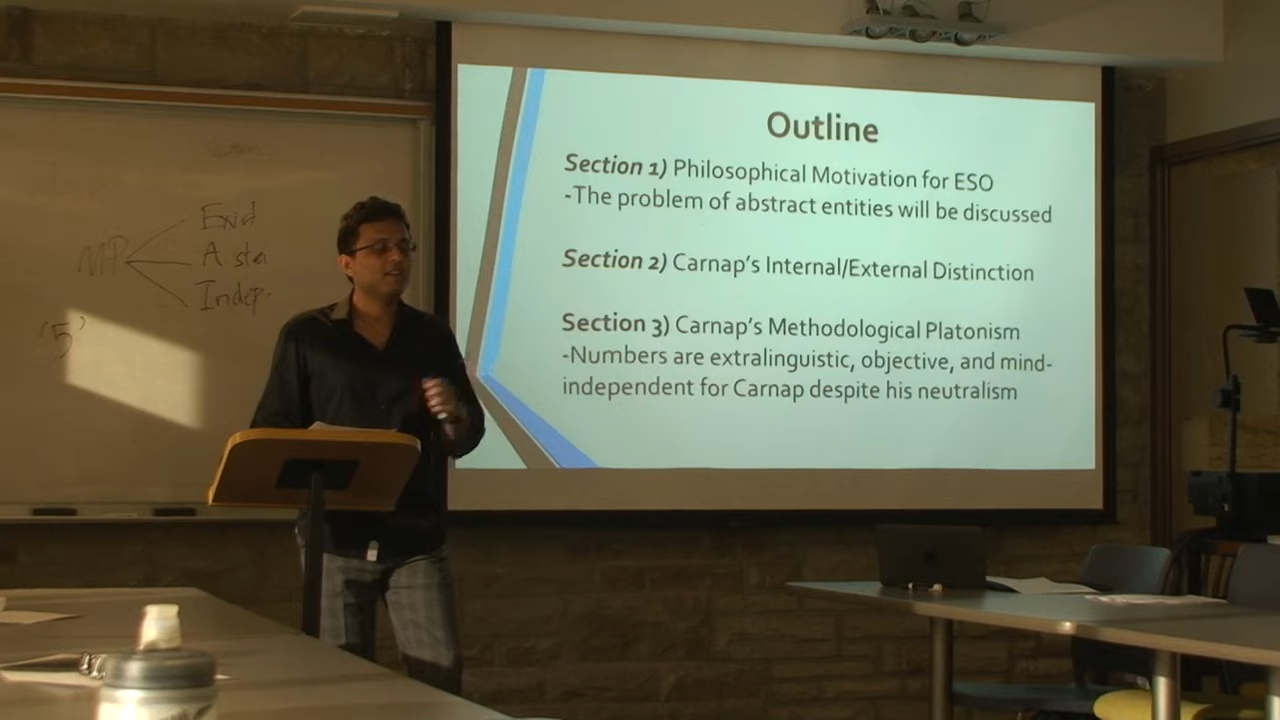 Outline
Section 1) Philosophical Motivation for ESO
-The problem of abstract entities will be discussed
Section 2) Carnap's Internal/External Distinction
Section 3) Carnap's Methodological Platonism
-Numbers are extralinguistic, objective, and mind-
independent for Carnap despite his neutralism
MP
Exist
Indep.
'5'